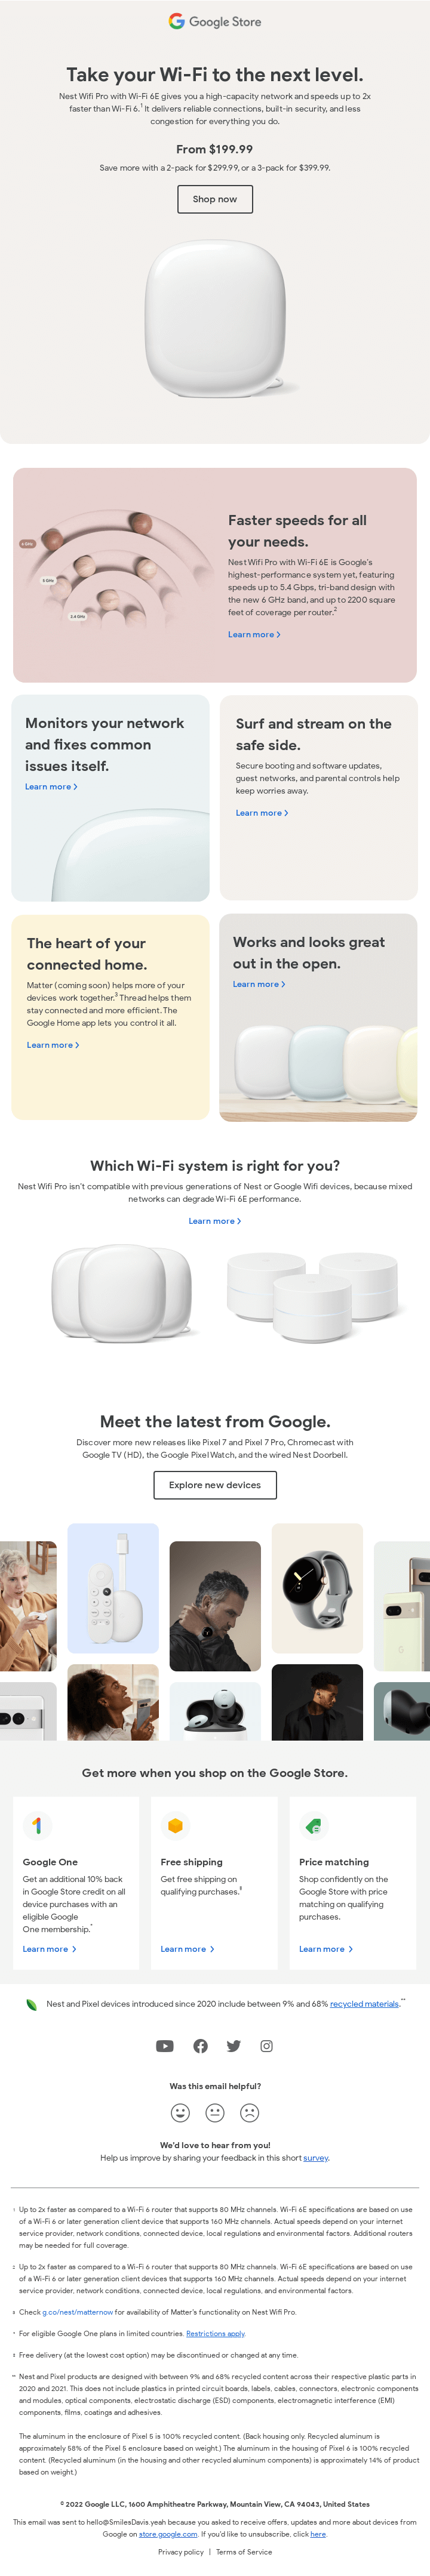 Google Store
Take your Wi-Fi to the next level.
Nest Wifi Pro with Wi-Fi 6E gives you a high-capacity network and speeds up to 2x
faster than Wi-Fi 6.¹ It delivers reliable connections, built-in security, and less
congestion for everything you do.
From $199.99
Save more with a 2-pack for $299.99, or a 3-pack for $399.99.
Shop now
6 GHz
5 GHz
2.4 GHz
Faster speeds for all
your needs.
Nest Wifi Pro with Wi-Fi 6E is Google's
highest-performance system yet, featuring
speeds up to 5.4 Gbps, tri-band design with
the new 6 GHz band, and up to 2200 square
feet of coverage per router.²
Learn more >
Monitors your network
and fixes common
issues itself.
Learn more >
Surf and stream on the
safe side.
Secure booting and software updates,
guest networks, and parental controls help
keep worries away.
Learn more >
The heart of your
connected home.
Matter (coming soon) helps more of your
devices work together.³ Thread helps them
stay connected and more efficient. The
Google Home app lets you control it all.
Learn more >
Works and looks great
out in the open.
Learn more >
Which Wi-Fi system is right for you?
Nest Wifi Pro isn't compatible with previous generations of Nest or Google Wifi devices, because mixed
networks can degrade Wi-Fi 6E performance.
Learn more >
Meet the latest from Google.
Discover more new releases like Pixel 7 and Pixel 7 Pro, Chromecast with
Google TV (HD), the Google Pixel Watch, and the wired Nest Doorbell.
Explore new devices
Get more when you shop on the Google Store.
Google One
Get an additional 10% back
in Google Store credit on all
device purchases with an
eligible Google
One membership.*
Learn more >
Free shipping
Get free shipping on
qualifying purchases.‡
Learn more >
Price matching
Shop confidently on the
Google Store with price
matching on qualifying
purchases.
Learn more >
Nest and Pixel devices introduced since 2020 include between 9% and 68% recycled materials.**
Was this email helpful?
We'd love to hear from you!
Help us improve by sharing your feedback in this short survey.
1 Up to 2x faster as compared to a Wi-Fi 6 router that supports 80 MHz channels. Wi-Fi 6E specifications are based on use
of a Wi-Fi 6 or later generation client device that supports 160 MHz channels. Actual speeds depend on your internet
service provider, network conditions, connected device, local regulations and environmental factors. Additional routers
may be needed for full coverage.
2 Up to 2x faster as compared to a Wi-Fi 6 router that supports 80 MHz channels. Wi-Fi 6E specifications are based on use
of a Wi-Fi 6 or later generation client devices that supports 160 MHz channels. Actual speeds depend on your internet
service provider, network conditions, connected device, local regulations, and environmental factors.
3 Check g.co/nest/matternow for availability of Matter's functionality on Nest Wifi Pro.
* For eligible Google One plans in limited countries. Restrictions apply.
‡ Free delivery (at the lowest cost option) may be discontinued or changed at any time.
** Nest and Pixel products are designed with between 9% and 68% recycled content across their respective plastic parts in
2020 and 2021. This does not include plastics in printed circuit boards, labels, cables, connectors, electronic components
and modules, optical components, electrostatic discharge (ESD) components, electromagnetic interference (EMI)
components, films, coatings and adhesives.
The aluminum in the enclosure of Pixel 5 is 100% recycled content. (Back housing only. Recycled aluminum is
approximately 58% of the Pixel 5 enclosure based on weight.) The aluminum in the housing of Pixel 6 is 100% recycled
content. (Recycled aluminum (in the housing and other recycled aluminum components) is approximately 14% of product
based on weight.)
© 2022 Google LLC, 1600 Amphitheatre Parkway, Mountain View, CA 94043, United States
This email was sent to hello@SmilesDavis.yeah because you asked to receive offers, updates and more about devices from
Google on store.google.com. If you'd like to unsubscribe, click here.
Privacy policy | Terms of Service